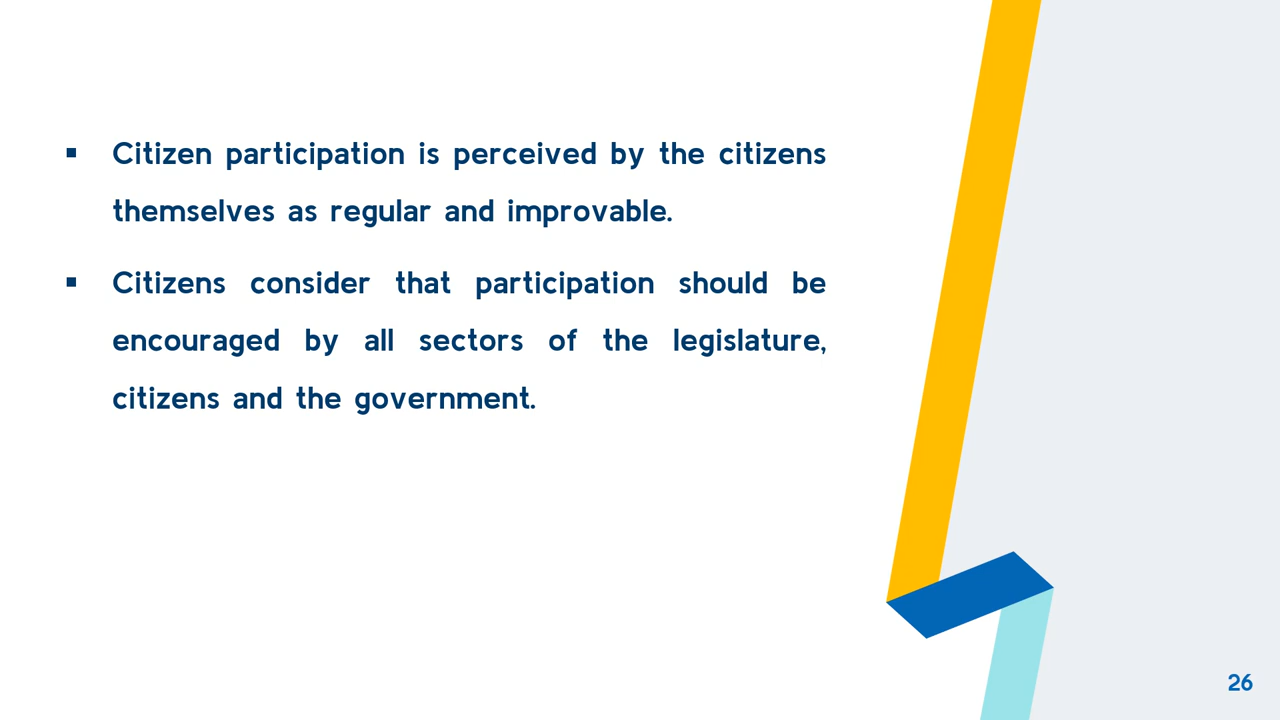 ▪ Citizen participation is perceived by the citizens
themselves as regular and improvable.
▪ Citizens consider that participation should be
encouraged by all sectors of the legislature,
citizens and the government.
26